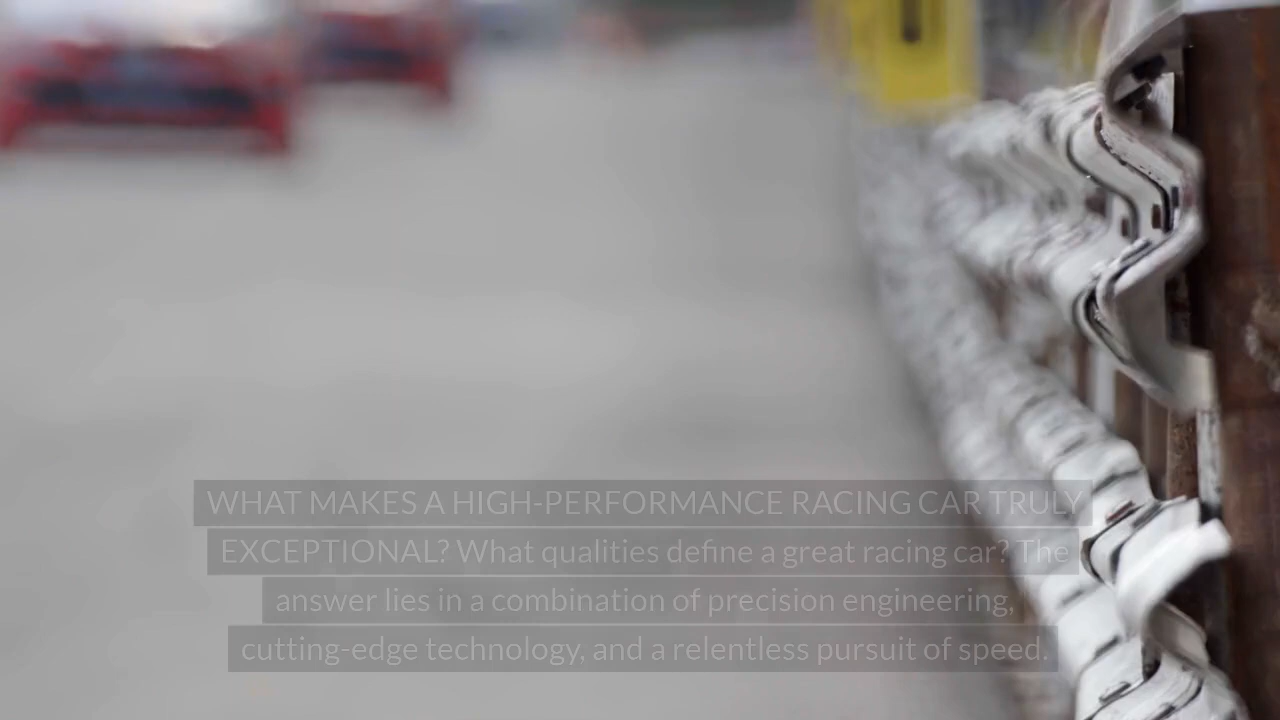 WHAT MAKES A HIGH-PERFORMANCE RACING CAR TRULY
EXCEPTIONAL? What qualities define a great racing car? The
answer lies in a combination of precision engineering,
cutting-edge technology, and a relentless pursuit of speed.